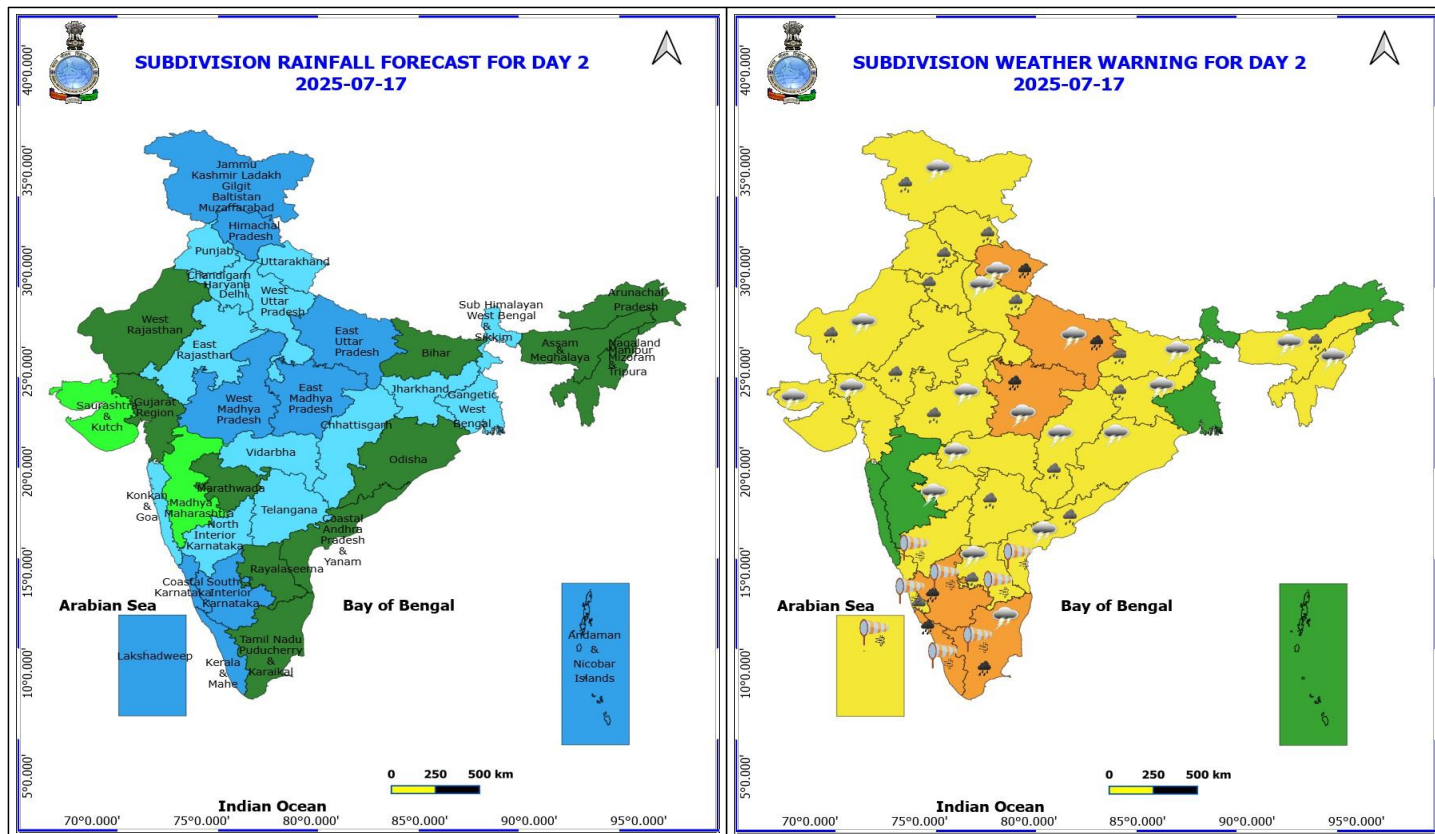 SUBDIVISION RAINFALL FORECAST FOR DAY 2
2025-07-17
40°0.000'
35°0.000'
30°0.000'
25°0.000'
20°0.000'
15°0.000'
10°0.000'
5°0.000'
Jammu
Kashmir Ladakh
Gilgit
Baltistan
Muzaffarabad
Himachal
Pradesh
Punjab
Uttarakhand
Chandigarh
Haryana
Delhi
West
Uttar
Pradesh
West
Rajasthan
East
Rajasthan
East
Uttar
Pradesh
Bihar
Sub Himalayan
West Bengal
&
Sikkim
Arunachal
Pradesh
Assam
&
Meghalaya
Nagaland
Manipur
Mizoram
&
Tripura
Saurashtra
&
Kutch
Gujarat
Region
West
Madhya
Pradesh
East
Madhya
Pradesh
Jharkhand
Gangetic
West
Bengal
Chhattisgarh
Vidarbha
Odisha
Konkan
&
Goa
Madhya
Maharashtra
Marathwada
Telangana
North
Interior
Karnataka
Coastal
Andhra
Pradesh
&
Yanam
Rayalaseema
Coastal
Karnataka
South
Interior
Karnataka
Arabian Sea
Bay of Bengal
Lakshadweep
Kerala
&
Mahe
Tamil Nadu
Puducherry
&
Karaikal
Andaman
&
Nicobar
Islands
0 250 500 km
Indian Ocean
70°0.000' 75°0.000' 80°0.000' 85°0.000' 90°0.000' 95°0.000'
SUBDIVISION WEATHER WARNING FOR DAY 2
2025-07-17
40°0.000'
35°0.000'
30°0.000'
25°0.000'
20°0.000'
15°0.000'
10°0.000'
5°0.000'
Arabian Sea
Bay of Bengal
0 250 500 km
Indian Ocean
70°0.000' 75°0.000' 80°0.000' 85°0.000' 90°0.000' 95°0.000'